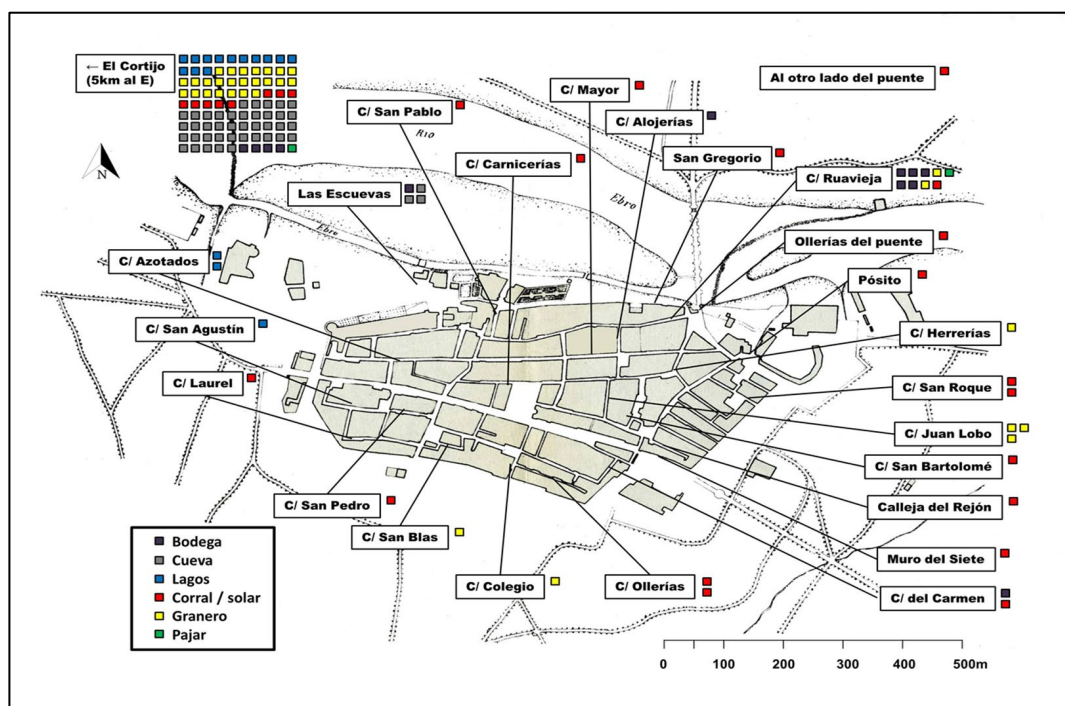 ← El Cortijo
(5km al E)
N
C/ San Pablo
RIO
C/ Mayor
Al otro lado del puente
C/ Alojerías
C/ Carnicerías
San Gregorio
Las Escuevas
Ebro
Ebro
C/ Ruavieja
Ollerías del puente
C/ Azotados
Pósito
C/ San Agustín
C/ Herrerías
C/ Laurel
C/ San Roque
C/ Juan Lobo
C/ San Bartolomé
C/ San Pedro
Calleja del Rejón
C/ San Blas
Muro del Siete
C/ Colegio
C/ Ollerías
C/ del Carmen
Bodega
Cueva
Lagos
Corral / solar
Granero
Pajar
0 100 200 300 400 500m